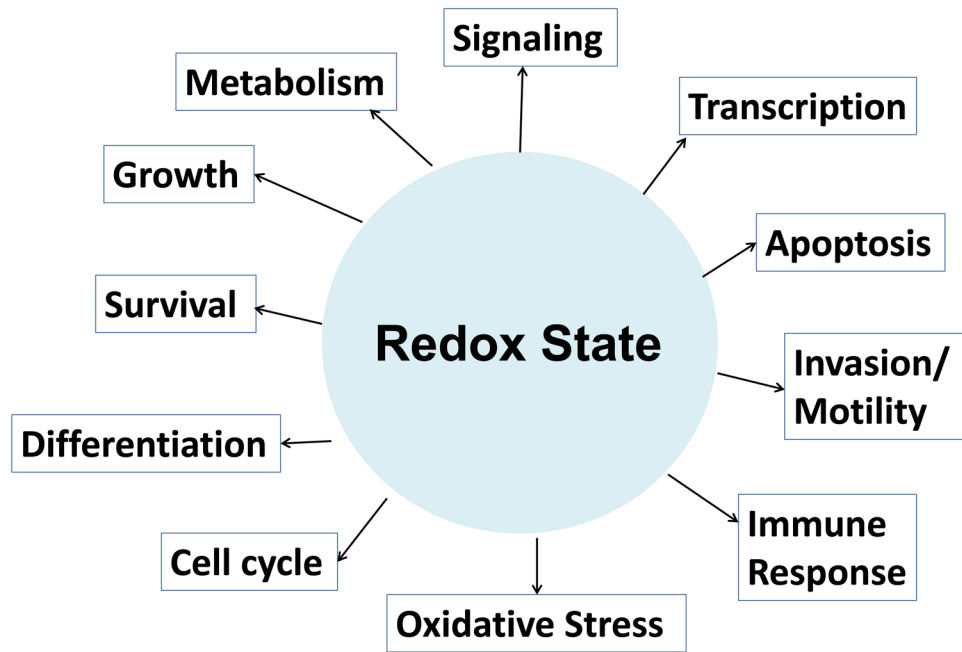 Signaling
Metabolism
Transcription
Growth
Apoptosis
Survival
Redox State
Invasion/
Motility
Differentiation
Immune
Response
Cell cycle
Oxidative Stress